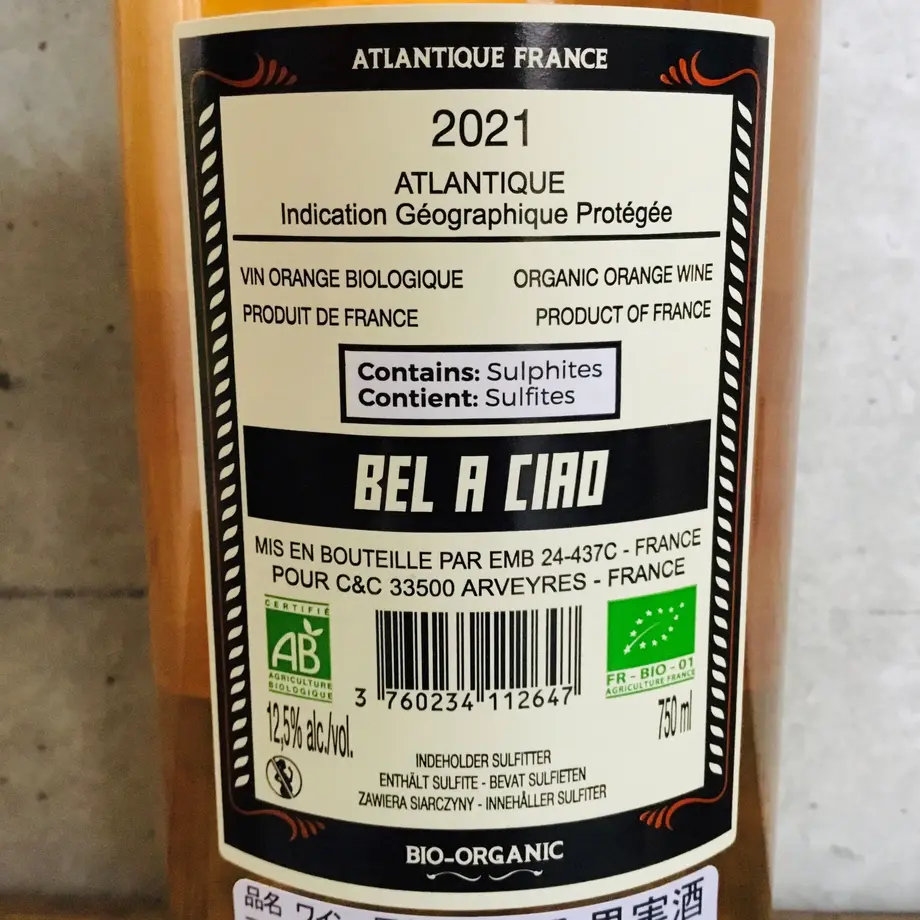 ATLANTIQUE FRANCE
2021
ATLANTIQUE
Indication Géographique Protégée
VIN ORANGE BIOLOGIQUE
PRODUIT DE FRANCE
ORGANIC ORANGE WINE
PRODUCT OF FRANCE
Contains: Sulphites
Contient: Sulfites
BEL A CIAO
MIS EN BOUTEILLE PAR EMB 24-437C - FRANCE
POUR C&C 33500 ARVEYRES - FRANCE
CERTIFIÉ
AB
AGRICULTURE
BIOLOGIQUE
3 760234 112647
FR - BIO - 01
AGRICULTURE FRANCE
12,5% alc./vol.
750 ml
INDEHOLDER SULFITTER
ENTHÄLT SULFITE - BEVAT SULFIETEN
ZAWIERA SIARCZYNY - INNEHÅLLER SULFITER
BIO-ORGANIC
品名 ワイン 果実酒